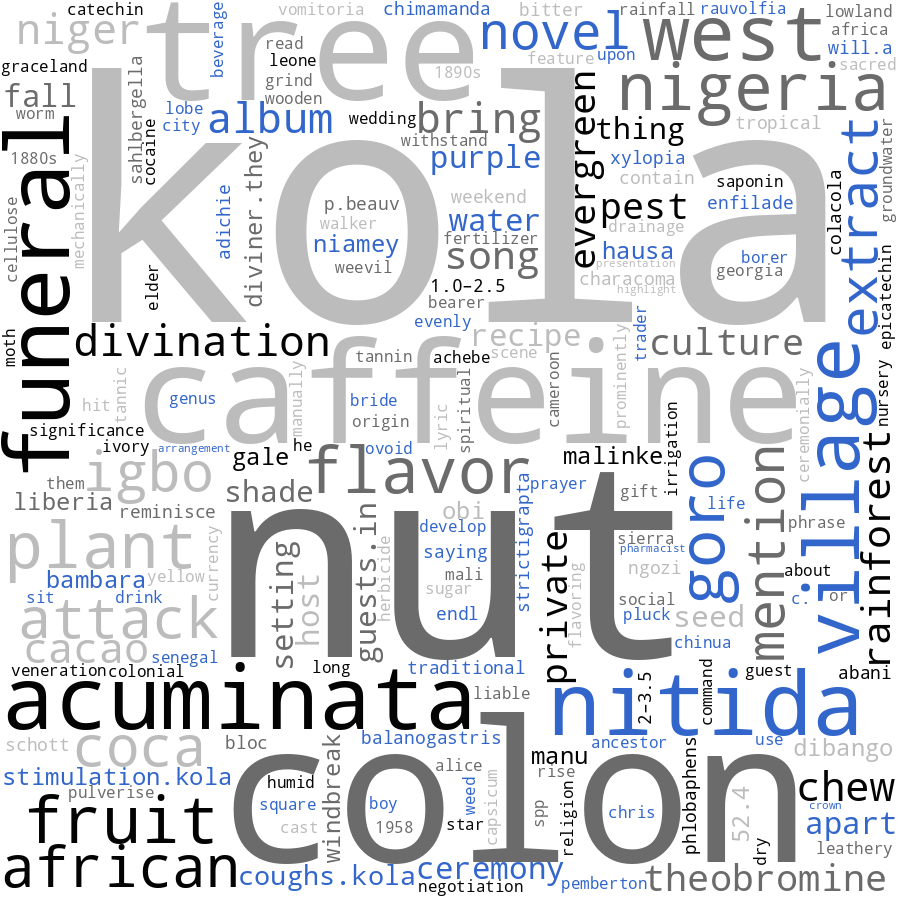 catechin
vomitoria
chimamanda
bitter
rainfall
rauvolfia
lowland
niger
tree
beverage
novel
west
africa
will.a
graceland
read
leone
feature
upon
sacred
grind
1890s
nigeria
fall
wooden
worm
sahlbergella
cocaine
lobe
city
album
wedding
bring
evergreen
thing
tropical
withstand
kola
1880s
purple
xylopia
groundwater
mechanically
diviner.they
contain
saponin
colacola
extract
cellulose
adichie
p.beauv
weekend
pest
enfilade
funeral
walker
water
drainage
niamey
fertilizer
song
hausa
borer
weevil
presentation
georgia
elder
1.0–2.5
characoma
highlight
epicatechin
bearer
evenly
trader
moth
divination
recipe
culture
tannin
achebe
scene
prominently
village
caffeine
cameroon
nursery
tannic
manually
spiritual
hit
genus
bride
lyric
ceremonially
origin
irrigation
significance
ivory
arrangement
he
ovoid
rainforest
gale
malinke
igbo
flavor
mention
them
shade
prayer
gift
goro
life
liberia
reminisce
obi
strictigrapta
phrase
nut
plant
currency
setting
develop
sierra
guests.in
herbicide
saying
private
pharmacist
bambara
yellow
host
mali
flavoring
ngozi
about
sit
drink
sugar
social
c.
or
attack
endl
pluck
seed
cacao
senegal
chinua
veneration
colonial
long
traditional
command
guest
abani
acuminata
liable
nitida
2–3.5
schott
coca
bloc
balanogastris
ancestor
use
dibango
colon
manu
stimulation.kola
windbreak
alice
rise
phlobaphens
pulverise
humid
capsicum
weed
chew
fruit
square
boy
spp
religion
chris
52.4
crown
cast
1958
star
apart
african
dry
leathery
coughs.kola
ceremony
negotiation
pemberton
theobromine